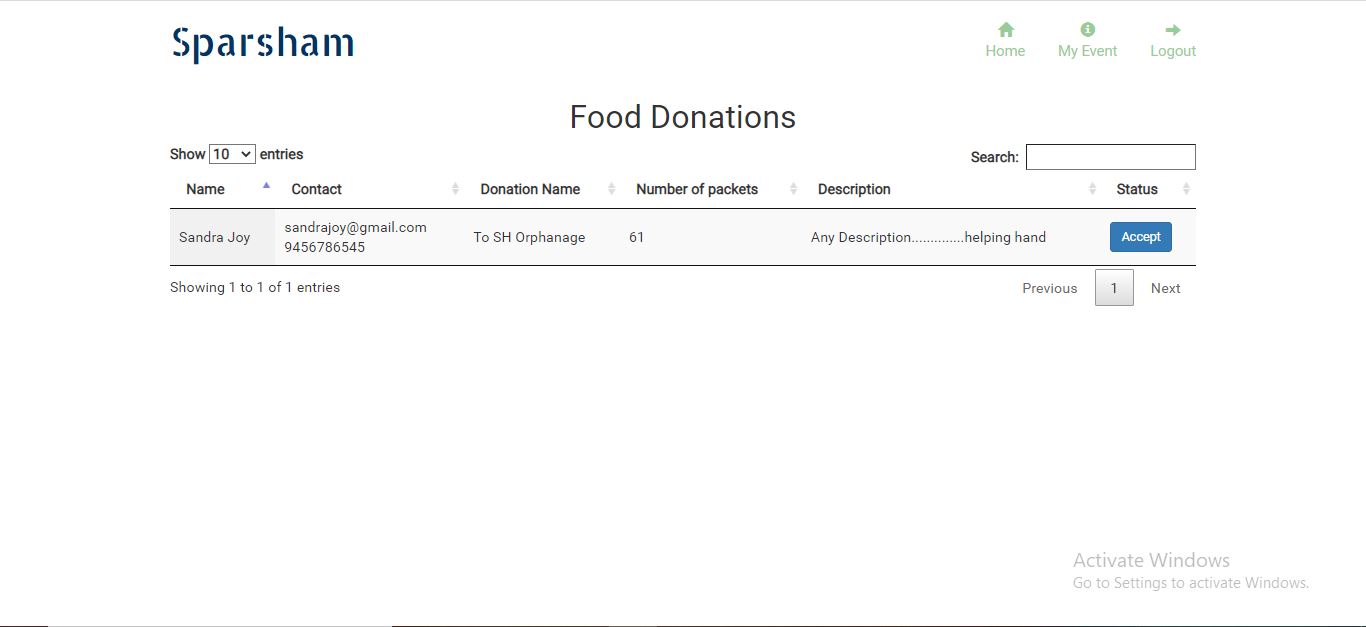 Sparsham
Home My Event Logout
Food Donations
Show 10 entries
Search:
Name Contact Donation Name Number of packets Description Status
Sandra Joy sandrajoy@gmail.com To SH Orphanage 61 Any Description..............helping hand Accept
9456786545
Showing 1 to 1 of 1 entries
Previous 1 Next
Activate Windows
Go to Settings to activate Windows.